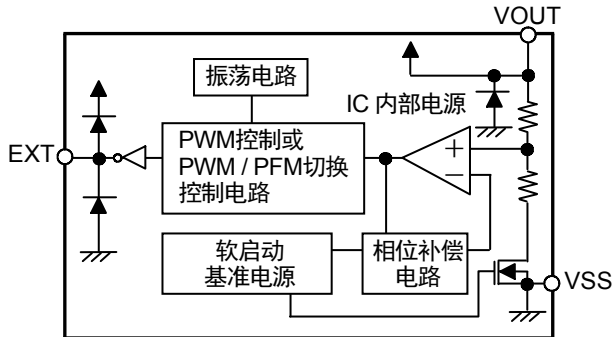 VOUT
振荡电路
IC 内部电源
EXT
PWM控制或
PWM / PFM切换
控制电路
+
−
软启动
基准电源
相位补偿
电路
VSS